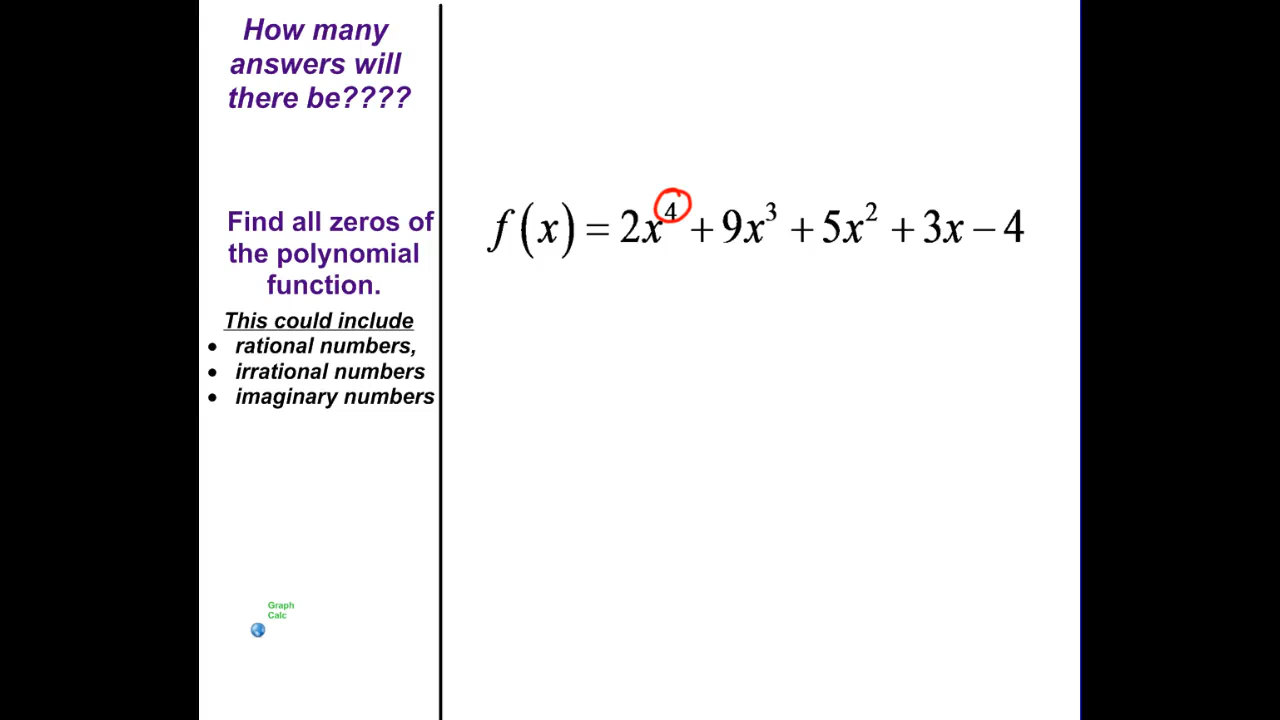 How many
answers will
there be????
Find all zeros of
the polynomial
function.
This could include
• rational numbers,
• irrational numbers
• imaginary numbers
Graph
Calc
f(x) = 2x⁴ + 9x³ + 5x² + 3x − 4